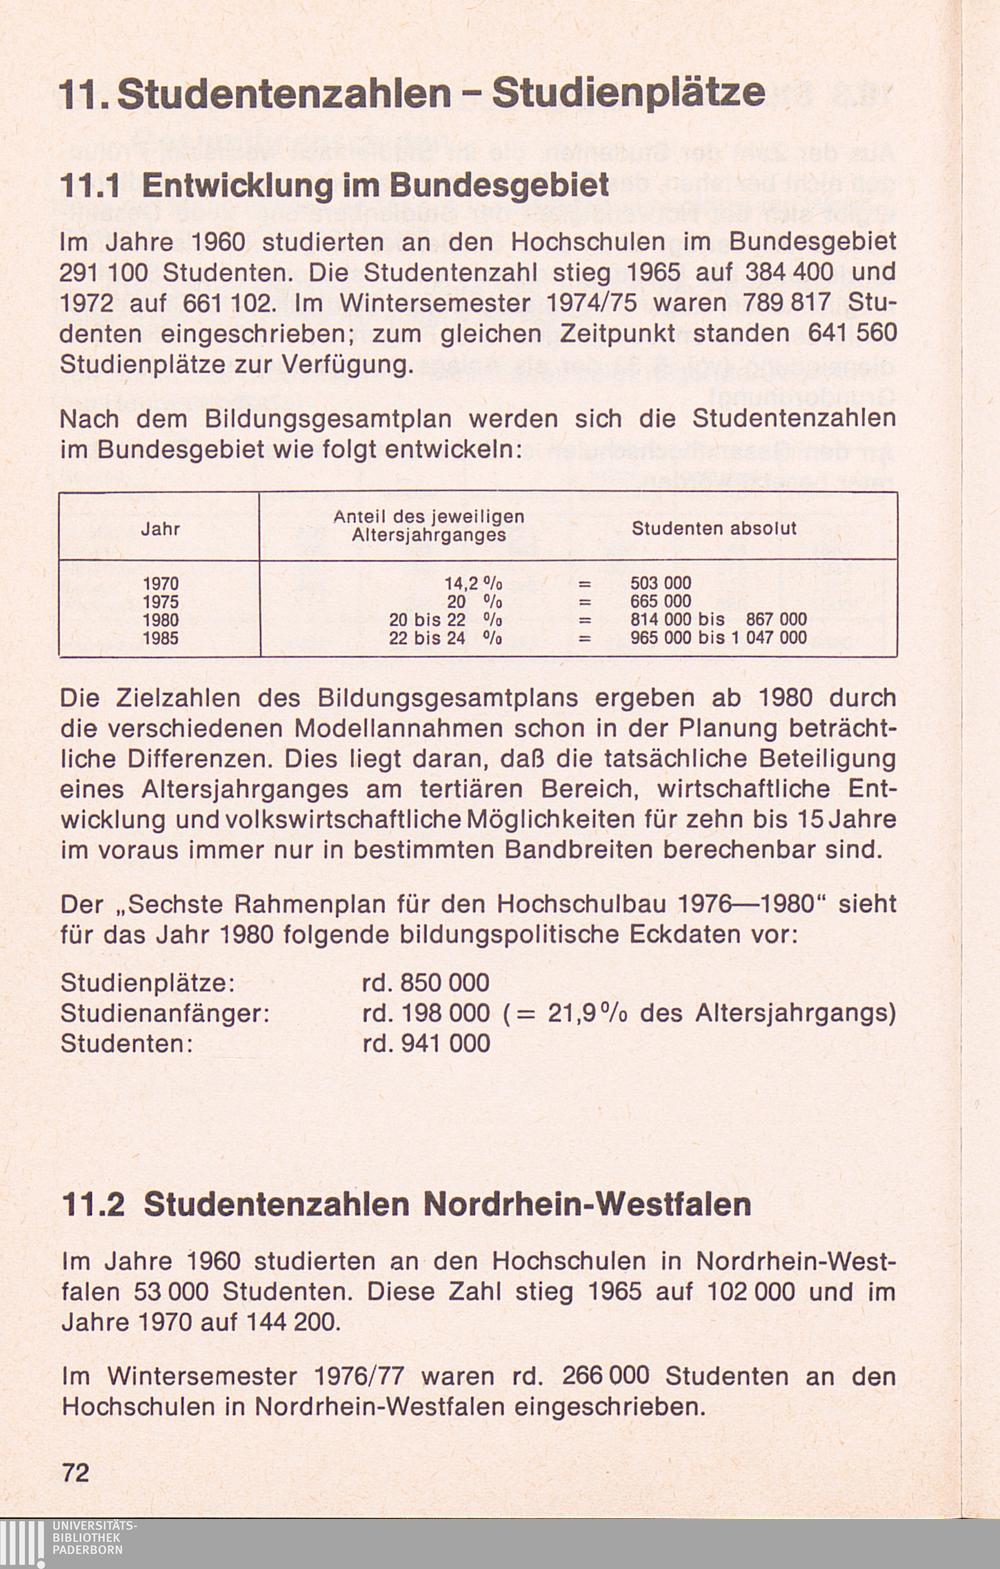 11. Studentenzahlen – Studienplätze
11.1 Entwicklung im Bundesgebiet
Im Jahre 1960 studierten an den Hochschulen im Bundesgebiet
291 100 Studenten. Die Studentenzahl stieg 1965 auf 384 400 und
1972 auf 661 102. Im Wintersemester 1974/75 waren 789 817 Stu-
denten eingeschrieben; zum gleichen Zeitpunkt standen 641 560
Studienplätze zur Verfügung.
Nach dem Bildungsgesamtplan werden sich die Studentenzahlen
im Bundesgebiet wie folgt entwickeln:
Jahr Anteil des jeweiligen Altersjahrganges Studenten absolut
1970 14,2 % = 503 000
1975 20 % = 665 000
1980 20 bis 22 % = 814 000 bis 867 000
1985 22 bis 24 % = 965 000 bis 1 047 000
Die Zielzahlen des Bildungsgesamtplans ergeben ab 1980 durch
die verschiedenen Modellannahmen schon in der Planung beträcht-
liche Differenzen. Dies liegt daran, daß die tatsächliche Beteiligung
eines Altersjahrganges am tertiären Bereich, wirtschaftliche Ent-
wicklung und volkswirtschaftliche Möglichkeiten für zehn bis 15 Jahre
im voraus immer nur in bestimmten Bandbreiten berechenbar sind.
Der „Sechste Rahmenplan für den Hochschulbau 1976—1980“ sieht
für das Jahr 1980 folgende bildungspolitische Eckdaten vor:
Studienplätze: rd. 850 000
Studienanfänger: rd. 198 000 (= 21,9 % des Altersjahrgangs)
Studenten: rd. 941 000
11.2 Studentenzahlen Nordrhein-Westfalen
Im Jahre 1960 studierten an den Hochschulen in Nordrhein-West-
falen 53 000 Studenten. Diese Zahl stieg 1965 auf 102 000 und im
Jahre 1970 auf 144 200.
Im Wintersemester 1976/77 waren rd. 266 000 Studenten an den
Hochschulen in Nordrhein-Westfalen eingeschrieben.
72
UNIVERSITÄTS-
BIBLIOTHEK
PADERBORN